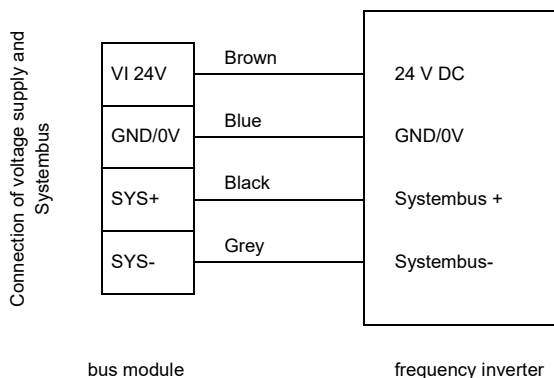 Connection of voltage supply and
Systembus
VI 24V
Brown
24 V DC
GND/0V
Blue
GND/0V
SYS+
Black
Systembus +
SYS-
Grey
Systembus-
bus module
frequency inverter